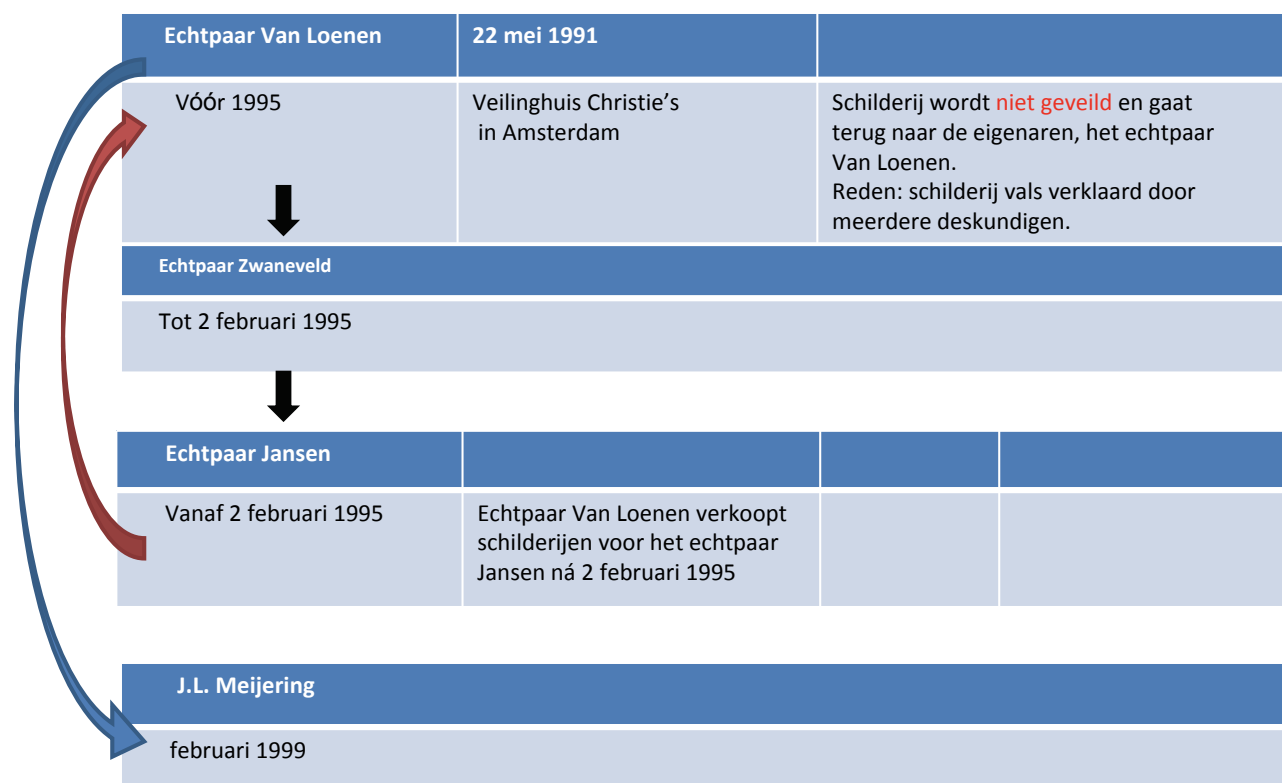 Echtpaar Van Loenen
22 mei 1991
Vóór 1995
Veilinghuis Christie's
in Amsterdam
Schilderij wordt niet geveild en gaat
terug naar de eigenaren, het echtpaar
Van Loenen.
Reden: schilderij vals verklaard door
meerdere deskundigen.
Echtpaar Zwaneveld
Tot 2 februari 1995
Echtpaar Jansen
Vanaf 2 februari 1995
Echtpaar Van Loenen verkoopt
schilderijen voor het echtpaar
Jansen ná 2 februari 1995
J.L. Meijering
februari 1999